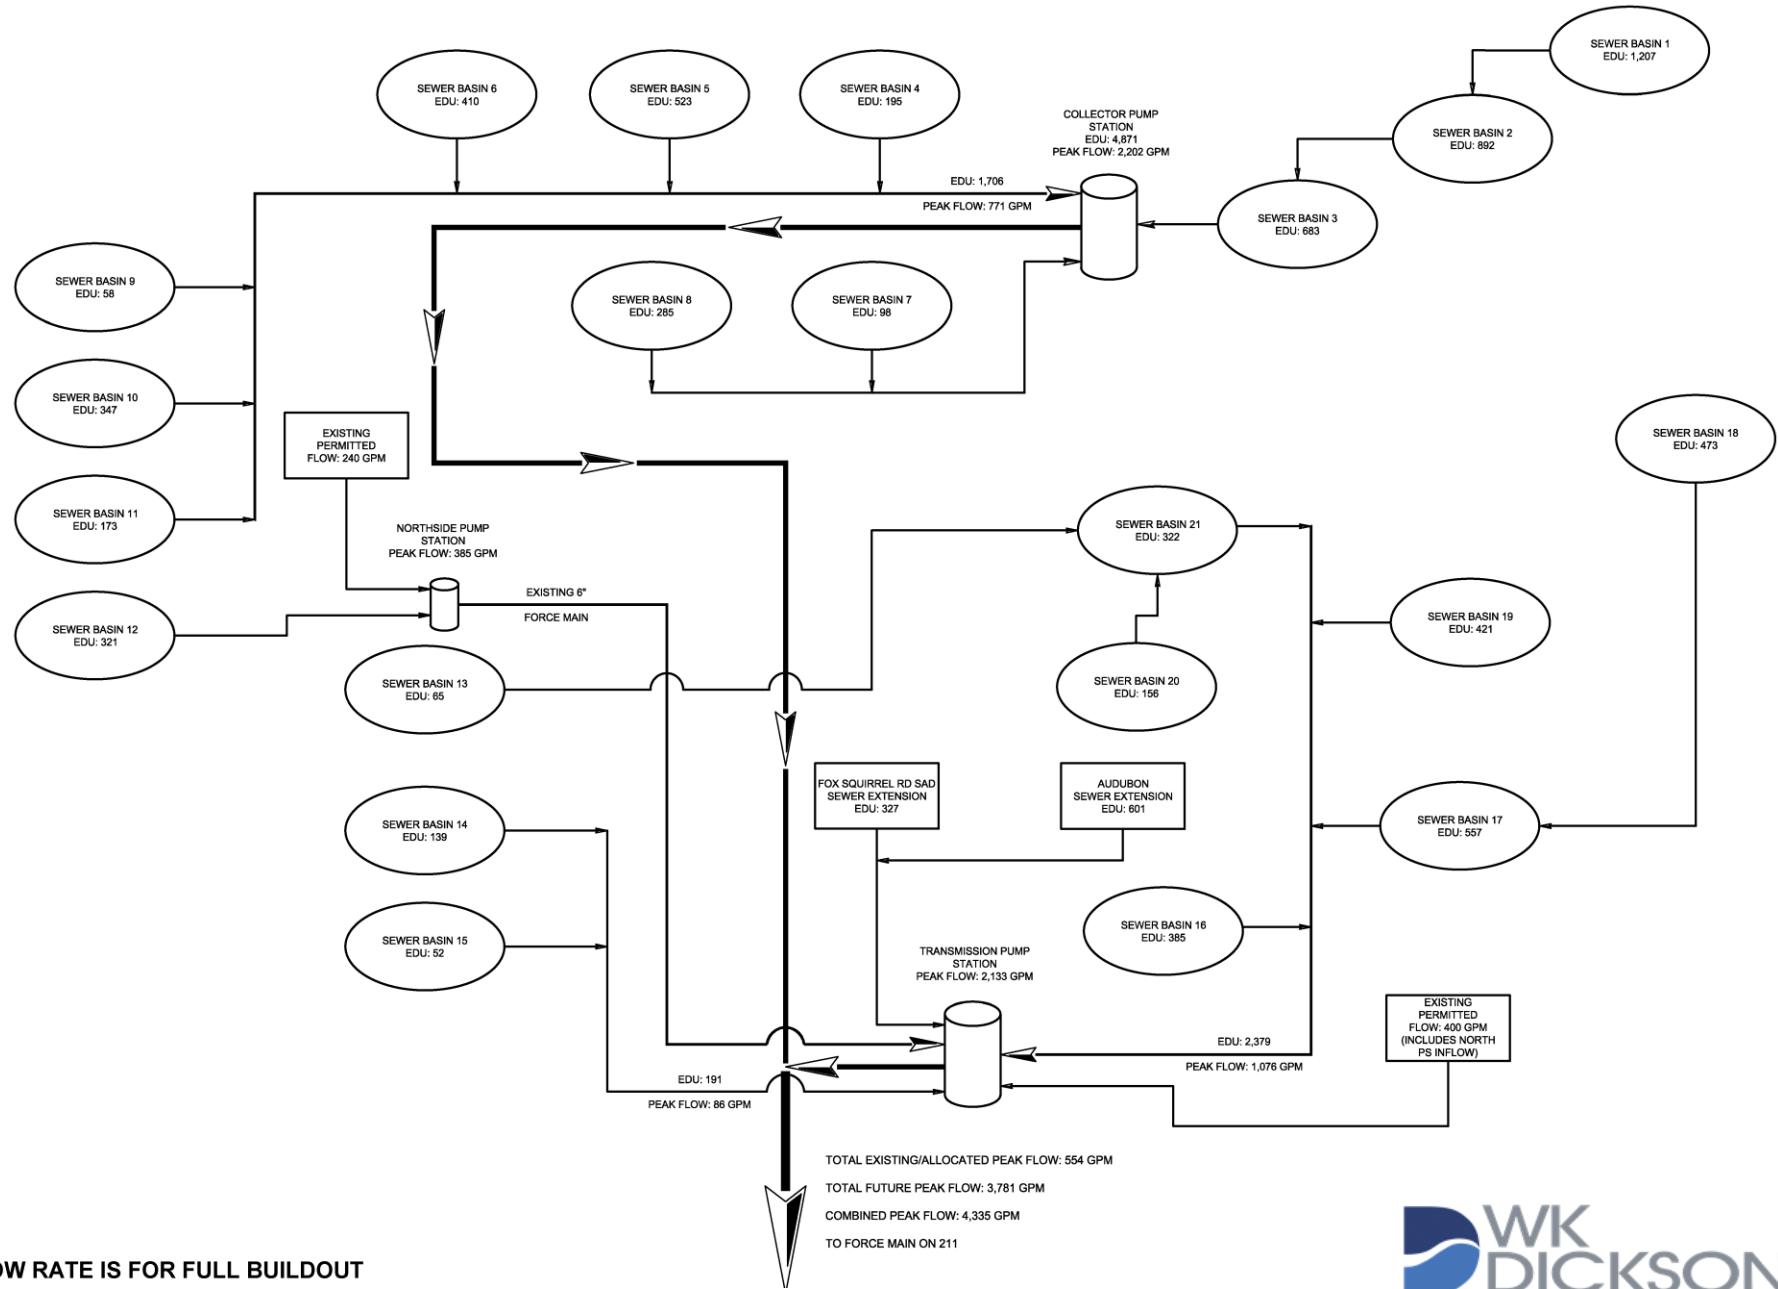 SEWER BASIN 1
EDU: 1,207
SEWER BASIN 6
EDU: 410
SEWER BASIN 5
EDU: 523
SEWER BASIN 4
EDU: 195
COLLECTOR PUMP
STATION
EDU: 4,871
PEAK FLOW: 2,202 GPM
SEWER BASIN 2
EDU: 892
EDU: 1,706
PEAK FLOW: 771 GPM
SEWER BASIN 3
EDU: 683
SEWER BASIN 9
EDU: 58
SEWER BASIN 8
EDU: 285
SEWER BASIN 7
EDU: 98
SEWER BASIN 10
EDU: 347
EXISTING
PERMITTED
FLOW: 240 GPM
SEWER BASIN 18
EDU: 473
SEWER BASIN 11
EDU: 173
NORTHSIDE PUMP
STATION
PEAK FLOW: 385 GPM
SEWER BASIN 21
EDU: 322
EXISTING 6"
FORCE MAIN
SEWER BASIN 12
EDU: 321
SEWER BASIN 19
EDU: 421
SEWER BASIN 13
EDU: 65
SEWER BASIN 20
EDU: 156
FOX SQUIRREL RD SAD
SEWER EXTENSION
EDU: 327
AUDUBON
SEWER EXTENSION
EDU: 601
SEWER BASIN 14
EDU: 139
SEWER BASIN 17
EDU: 557
SEWER BASIN 15
EDU: 52
SEWER BASIN 16
EDU: 385
TRANSMISSION PUMP
STATION
PEAK FLOW: 2,133 GPM
EXISTING
PERMITTED
FLOW: 400 GPM
(INCLUDES NORTH
PS INFLOW)
EDU: 2,379
PEAK FLOW: 1,076 GPM
EDU: 191
PEAK FLOW: 86 GPM
TOTAL EXISTING/ALLOCATED PEAK FLOW: 554 GPM
TOTAL FUTURE PEAK FLOW: 3,781 GPM
COMBINED PEAK FLOW: 4,335 GPM
TO FORCE MAIN ON 211
OW RATE IS FOR FULL BUILDOUT
WK
DICKSON